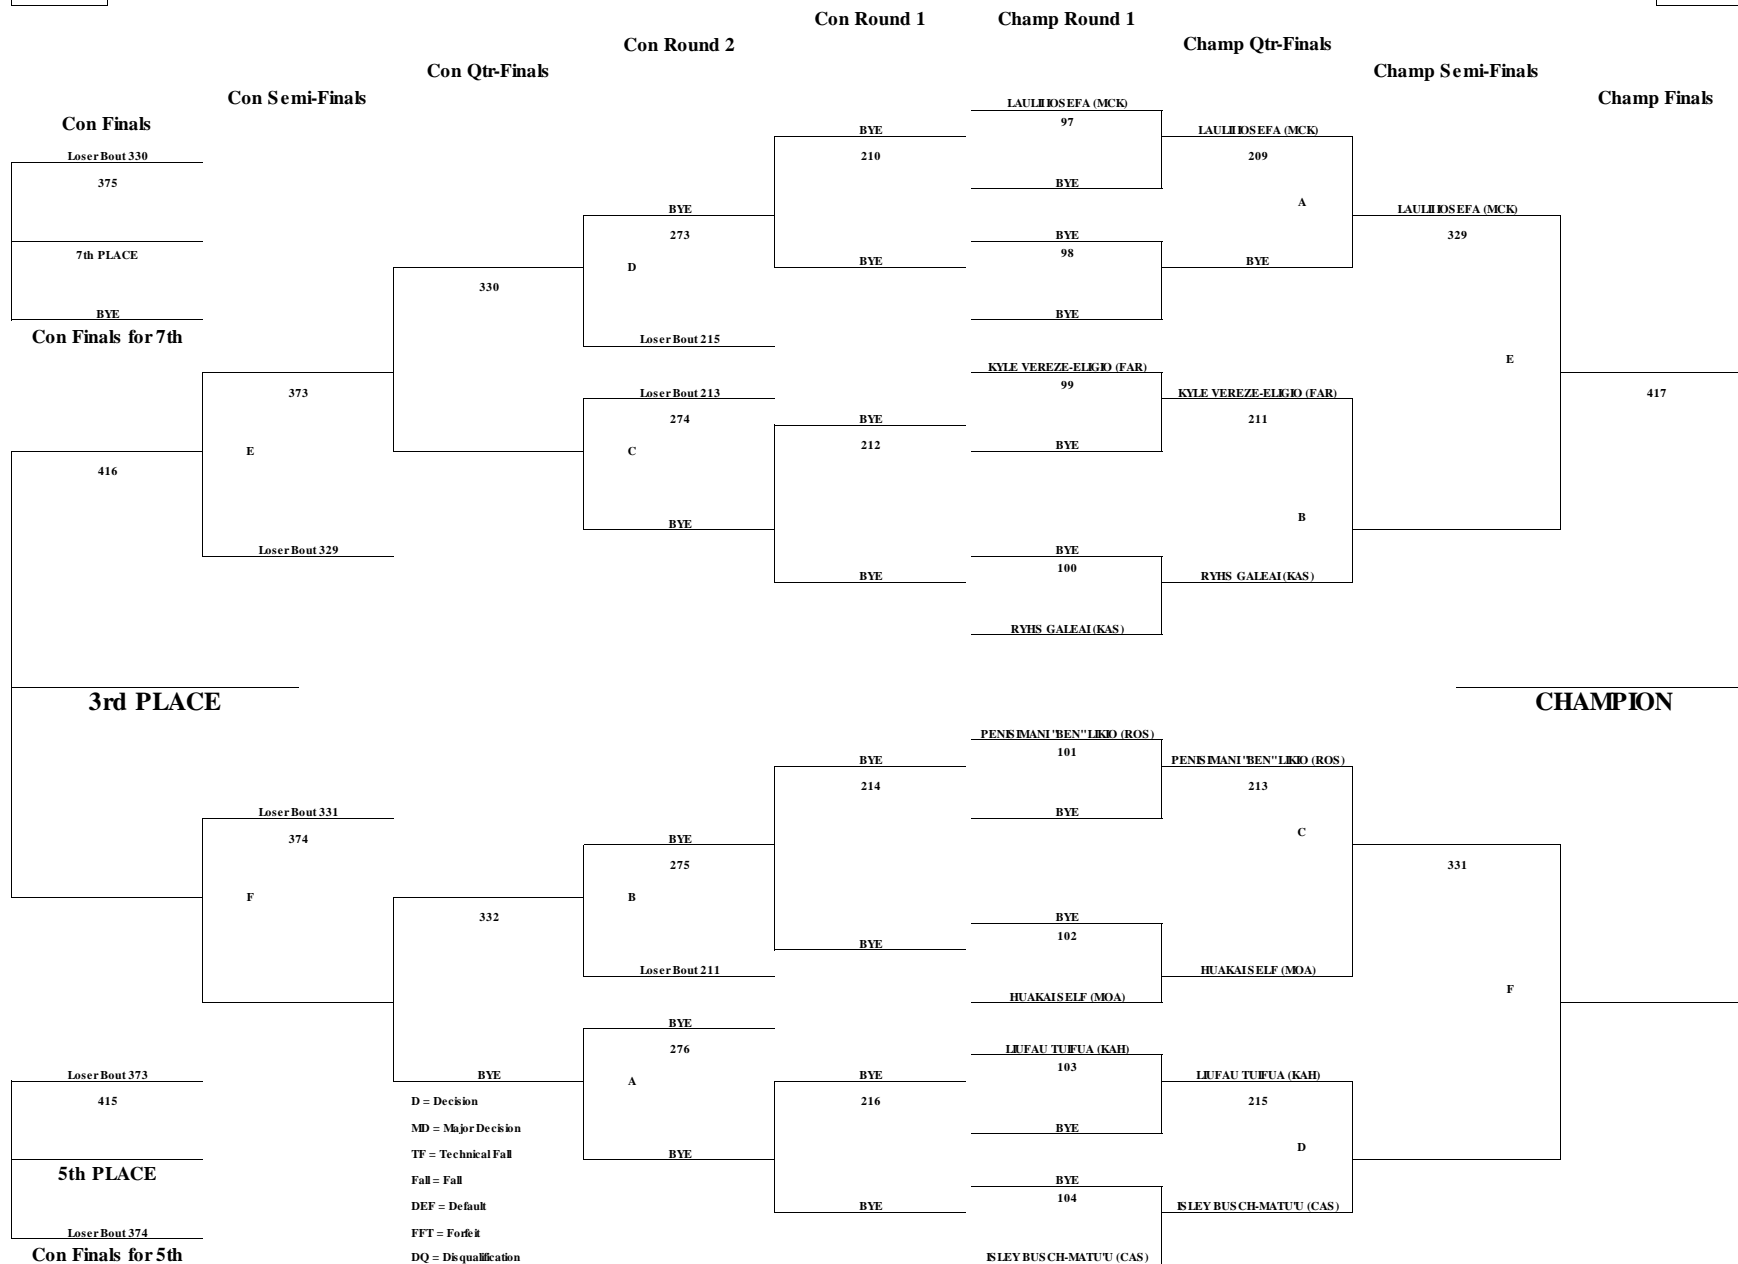 Con Round 1
Champ Round 1
Con Round 2
Champ Qtr-Finals
Con Qtr-Finals
Champ Semi-Finals
Con Semi-Finals
Champ Finals
Con Finals
LAULII IOSEFA (MCK)
97
BYE
LAULII IOSEFA (MCK)
Loser Bout 330
210
209
375
BYE
A
BYE
LAULII IOSEFA (MCK)
273
BYE
329
7th PLACE
98
D
BYE
BYE
330
BYE
BYE
Con Finals for 7th
Loser Bout 215
E
KYLE VEREZE-ELIGIO (FAR)
99
373
Loser Bout 213
KYLE VEREZE-ELIGIO (FAR)
417
274
BYE
211
212
BYE
E
C
416
B
BYE
Loser Bout 329
BYE
100
BYE
RYHS GALEAI (KAS)
RYHS GALEAI (KAS)
3rd PLACE
CHAMPION
PENISIMANI "BEN" LIKIO (ROS)
101
BYE
PENISIMANI "BEN" LIKIO (ROS)
214
213
Loser Bout 331
BYE
C
374
BYE
275
331
F
B
332
BYE
102
BYE
Loser Bout 211
HUAKAI SELF (MOA)
F
HUAKAI SELF (MOA)
BYE
276
LIUFAU TUIFUA (KAH)
103
Loser Bout 373
BYE
A
BYE
LIUFAU TUIFUA (KAH)
415
D = Decision
216
215
MD = Major Decision
BYE
TF = Technical Fall
BYE
D
5th PLACE
Fall = Fall
BYE
104
DEF = Default
BYE
ISLEY BUSCH-MATU'U (CAS)
Loser Bout 374
FFT = Forfeit
Con Finals for 5th
DQ = Disqualification
ISLEY BUSCH-MATU'U (CAS)